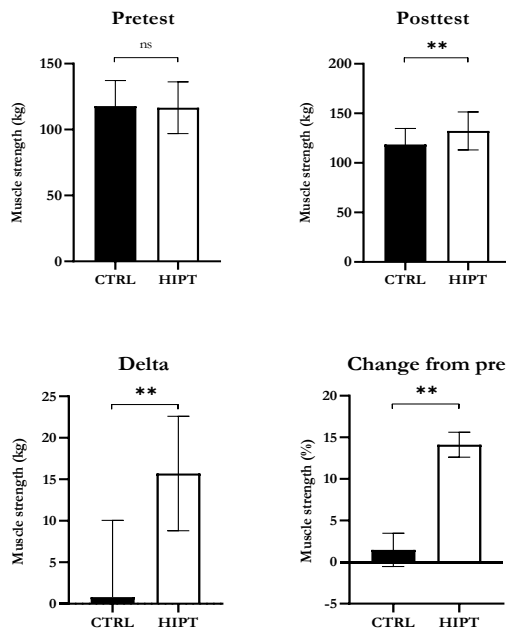 Pretest
ns
Muscle strength (kg)
150
100
50
0
CTRL HIPT
Posttest
**
Muscle strength (kg)
200
150
100
50
0
CTRL HIPT
Delta
**
Muscle strength (kg)
25
20
15
10
5
0
CTRL HIPT
Change from pre
**
Muscle strength (%)
20
15
10
5
0
-5
CTRL HIPT